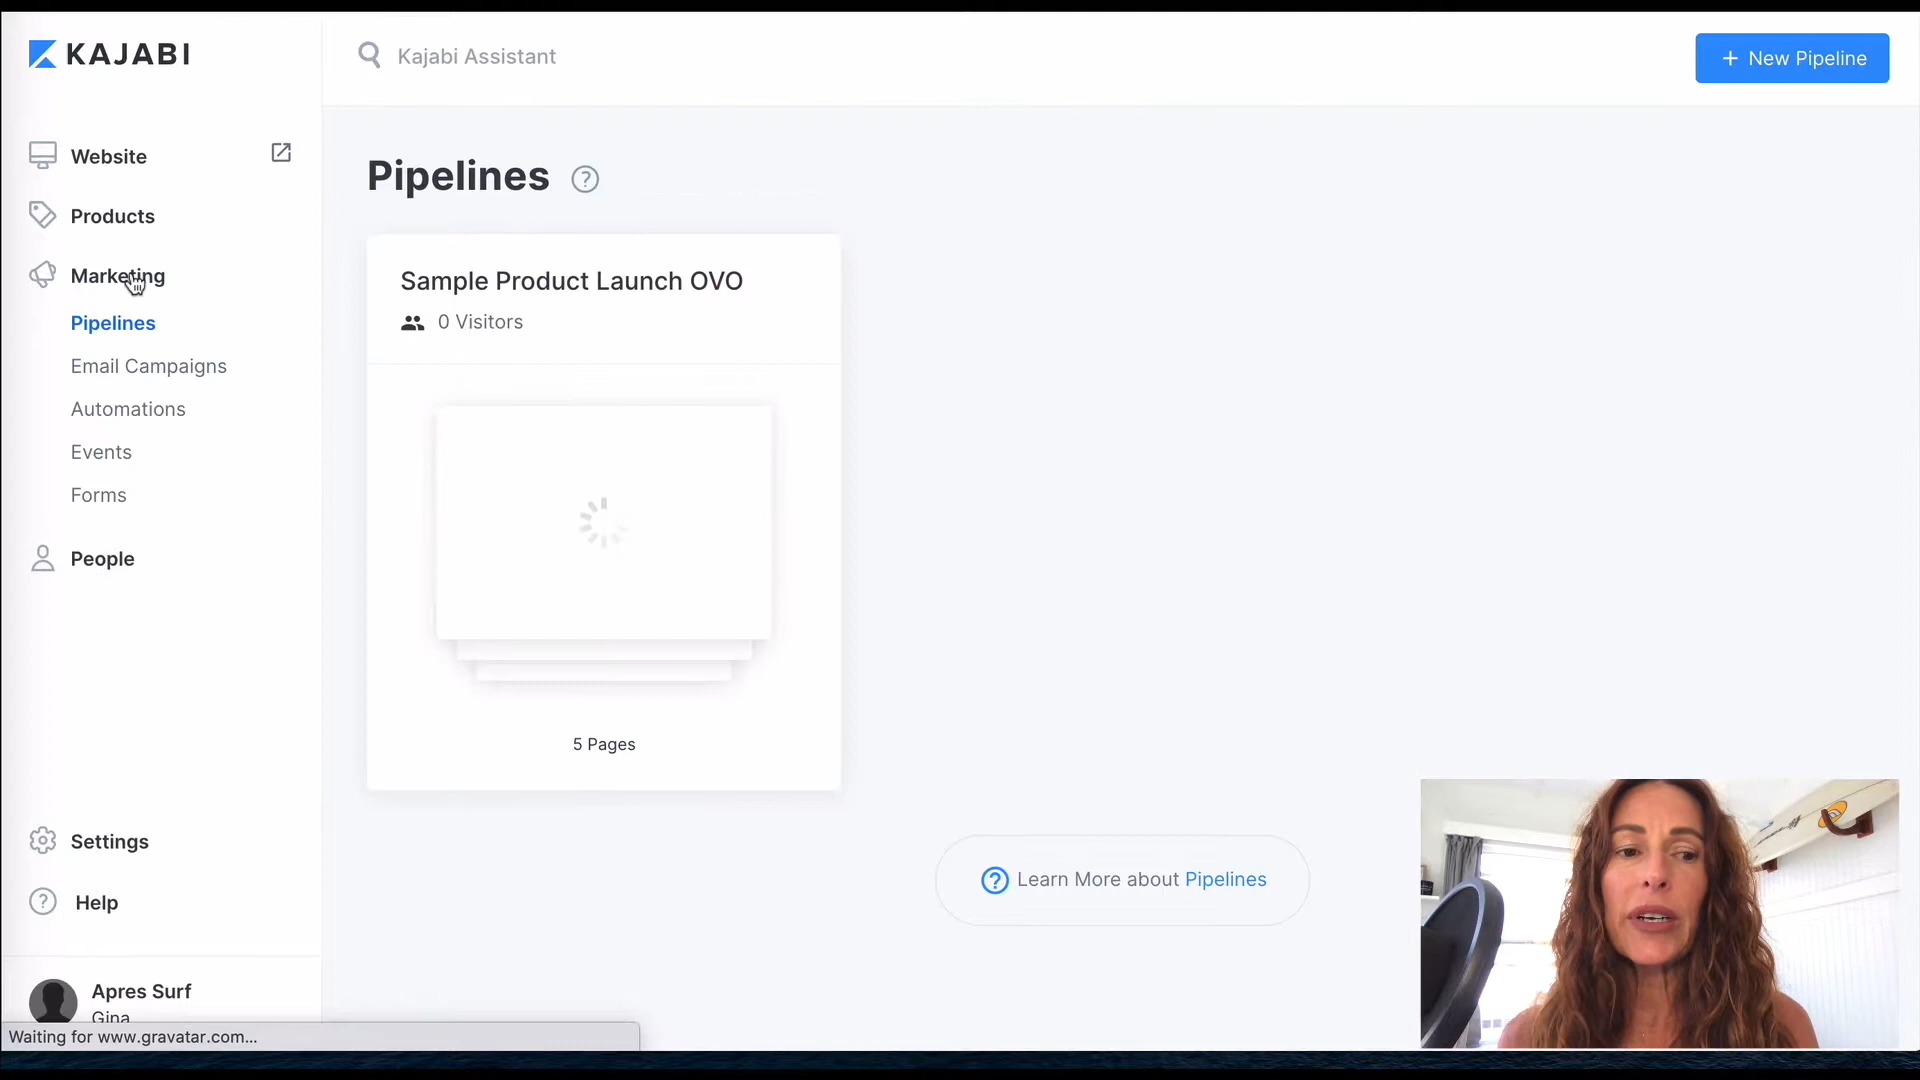 KAJABI
Kajabi Assistant
+ New Pipeline
Website
Products
Marketing
Pipelines
Email Campaigns
Automations
Events
Forms
People
Settings
Help
Apres Surf
Gina
Waiting for www.gravatar.com...
Pipelines ?
Sample Product Launch OVO
0 Visitors
5 Pages
? Learn More about Pipelines